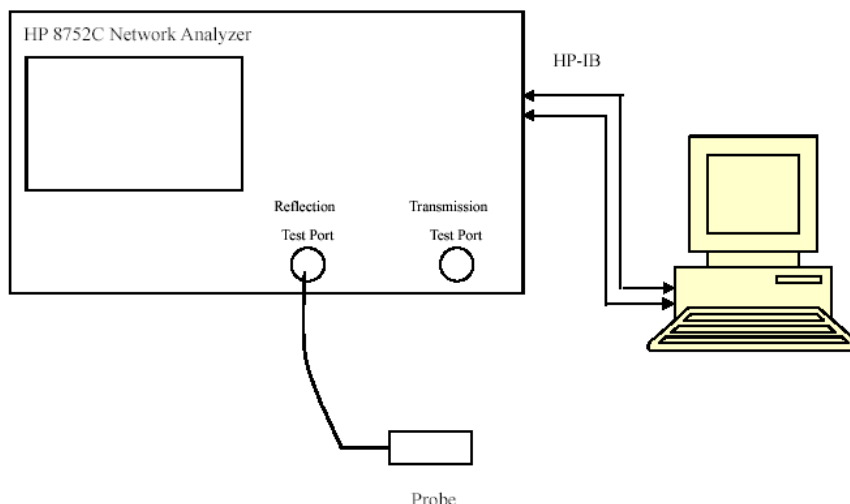 HP 8752C Network Analyzer
HP-IB
Reflection
Test Port
Transmission
Test Port
Probe